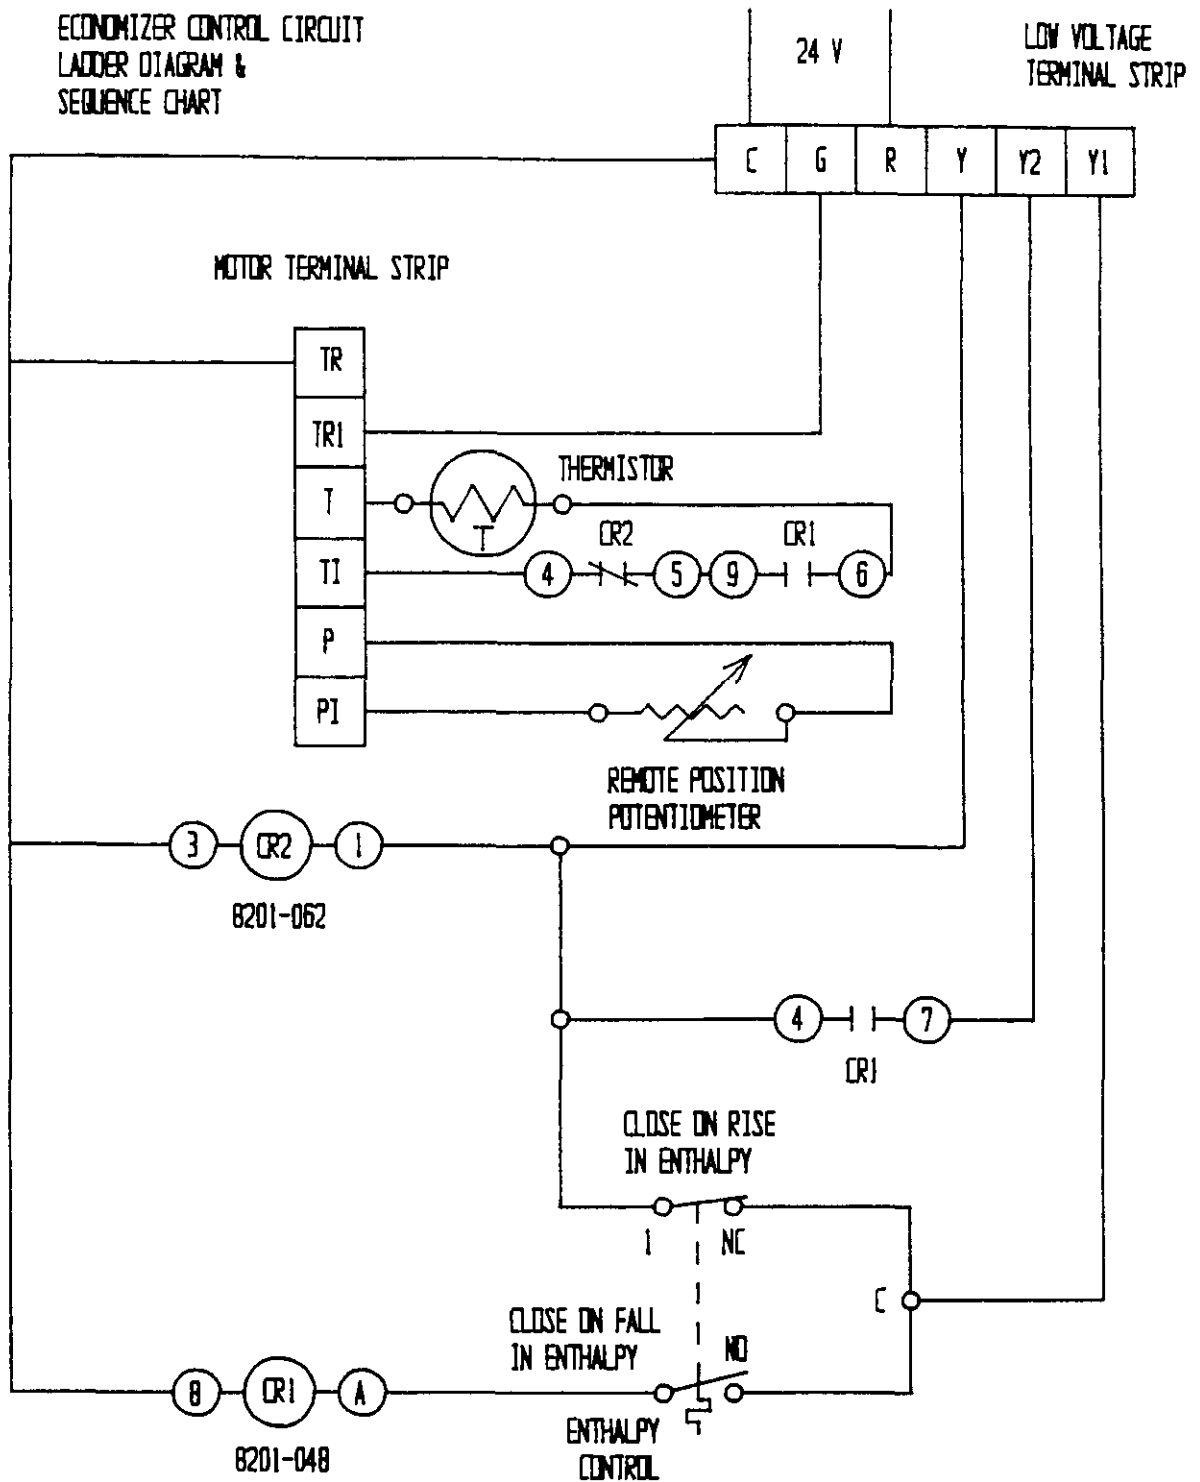 ECONOMIZER CONTROL CIRCUIT
LADDER DIAGRAM &
SEQUENCE CHART
24 V
LOW VOLTAGE
TERMINAL STRIP
C G R Y Y2 Y1
MOTOR TERMINAL STRIP
TR
TR1
T
THERMISTOR
T
CR2 CR1
TI
4 5 9 6
P
PI
REMOTE POSITION
POTENTIOMETER
3 CR2 1
8201-062
4 7
CR1
CLOSE ON RISE
IN ENTHALPY
1 NC
C
CLOSE ON FALL
IN ENTHALPY
NO
8 CR1 A
ENTHALPY
CONTROL
8201-048